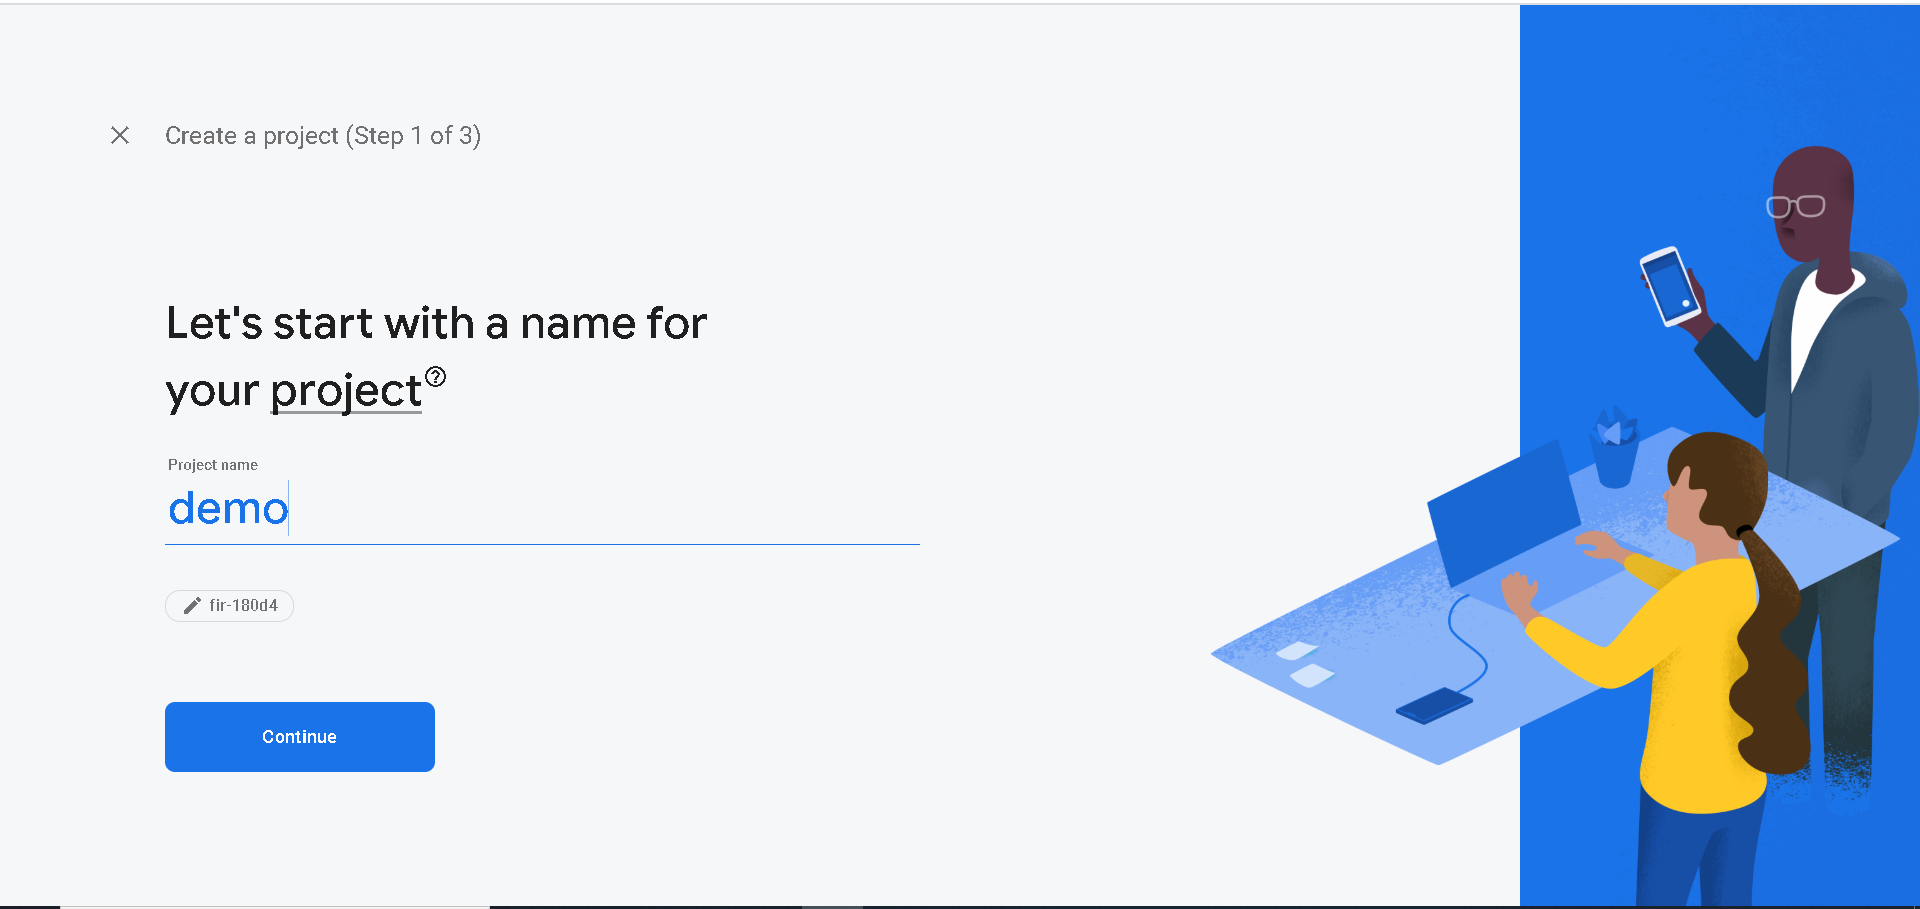 Create a project (Step 1 of 3)
Let's start with a name for
your project
Project name
demo
fir-180d4
Continue